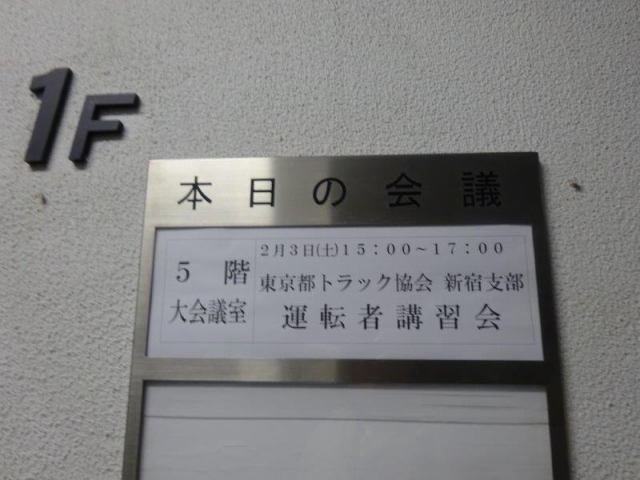 1F
本日の会議
5 階
大会議室
2月3日(土)15:00~17:00
東京都トラック協会 新宿支部
運転者講習会